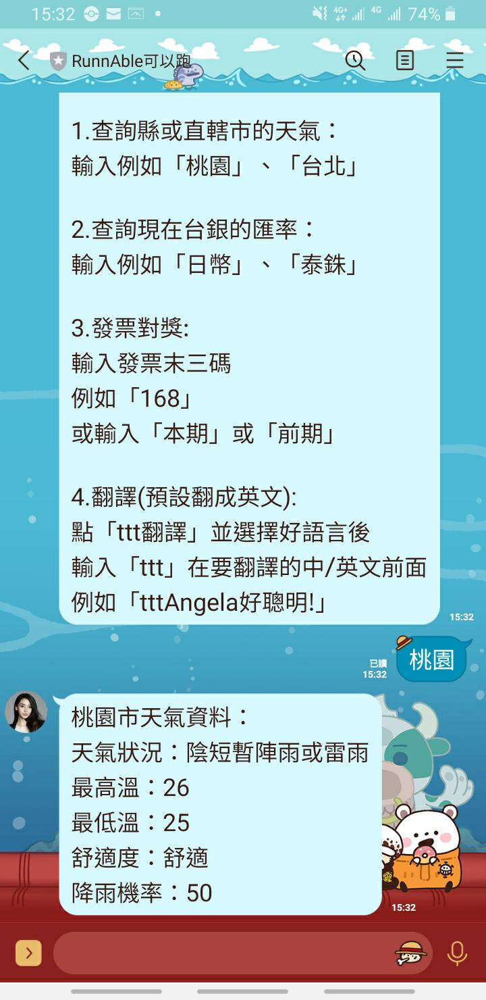 15:32
4G+
4G
74%
RunnAble可以跑
1.查詢縣或直轄市的天氣：
輸入例如「桃園」、「台北」
2.查詢現在台銀的匯率：
輸入例如「日幣」、「泰銖」
3.發票對獎:
輸入發票末三碼
例如「168」
或輸入「本期」或「前期」
4.翻譯(預設翻成英文):
點「ttt翻譯」並選擇好語言後
輸入「ttt」在要翻譯的中/英文前面
例如「tttAngela好聰明!」
15:32
桃園
已讀
15:32
桃園市天氣資料：
天氣狀況：陰短暫陣雨或雷雨
最高溫：26
最低溫：25
舒適度：舒適
降雨機率：50
15:32